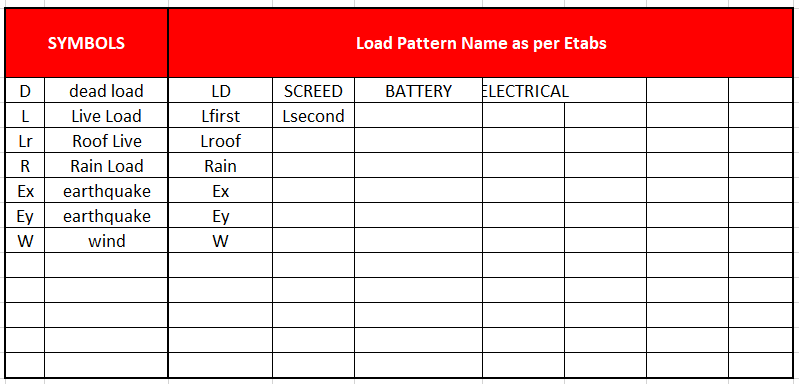 SYMBOLS Load Pattern Name as per Etabs
D dead load LD SCREED BATTERY ELECTRICAL
L Live Load Lfirst Lsecond
Lr Roof Live Lroof
R Rain Load Rain
Ex earthquake Ex
Ey earthquake Ey
W wind W